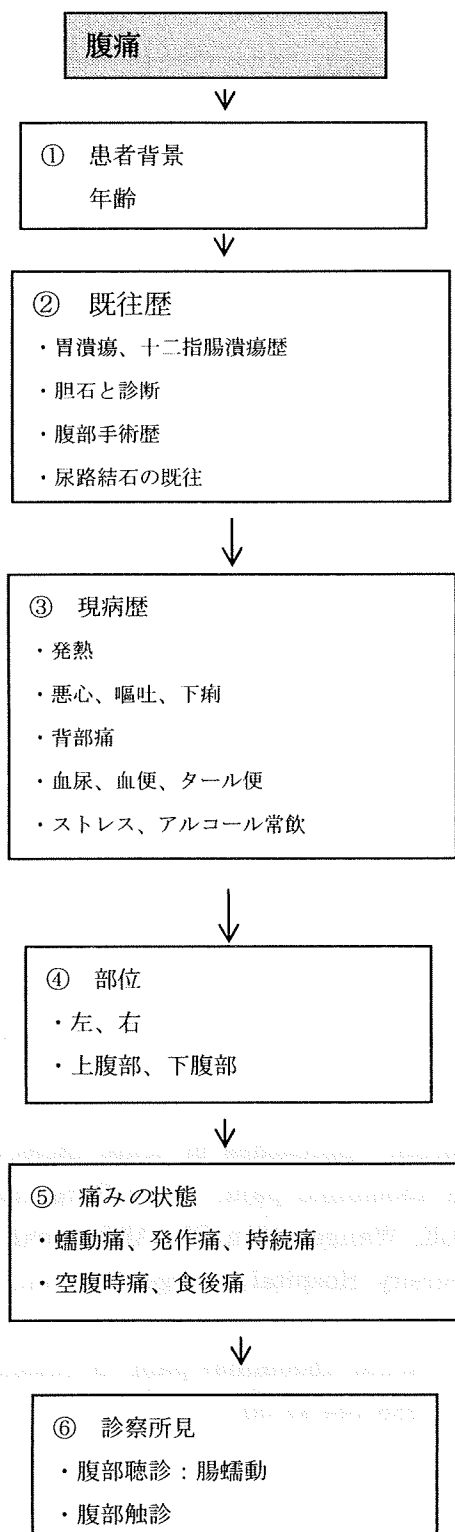 腹痛
① 患者背景
年齢
② 既往歴
・胃潰瘍、十二指腸潰瘍歴
・胆石と診断
・腹部手術歴
・尿路結石の既往
③ 現病歴
・発熱
・悪心、嘔吐、下痢
・背部痛
・血尿、血便、タール便
・ストレス、アルコール常飲
④ 部位
・左、右
・上腹部、下腹部
⑤ 痛みの状態
・蠕動痛、発作痛、持続痛
・空腹時痛、食後痛
⑥ 診察所見
・腹部聴診：腸蠕動
・腹部触診